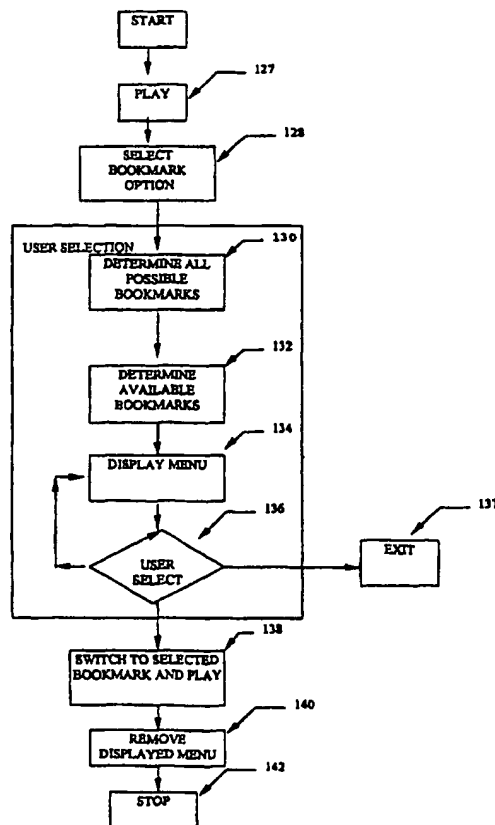 START
127
PLAY
128
SELECT
BOOKMARK
OPTION
130
USER SELECTION
DETERMINE ALL
POSSIBLE
BOOKMARKS
132
DETERMINE
AVAILABLE
BOOKMARKS
134
DISPLAY MENU
136
137
USER
SELECT
EXIT
138
SWITCH TO SELECTED
BOOKMARK AND PLAY
140
REMOVE
DISPLAYED MENU
142
STOP